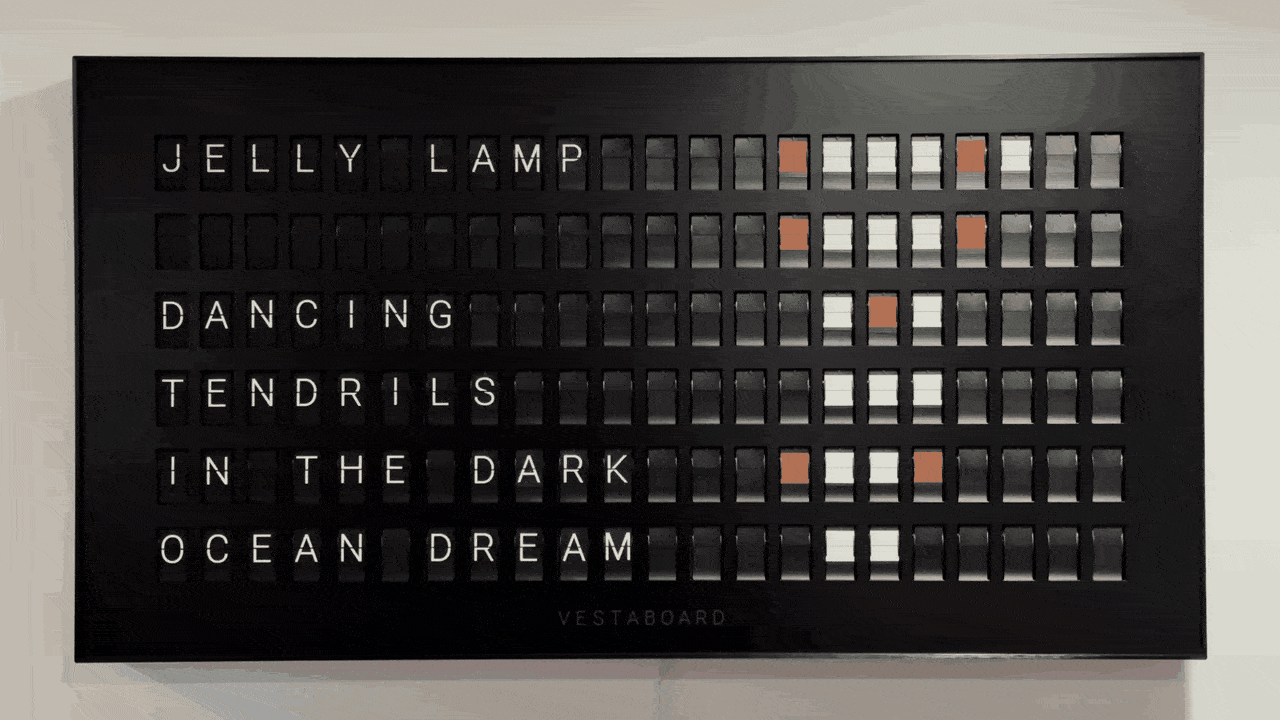 JELLY LAMP
DANCING
TENDRILS
IN THE DARK
OCEAN DREAM
VESTABOARD